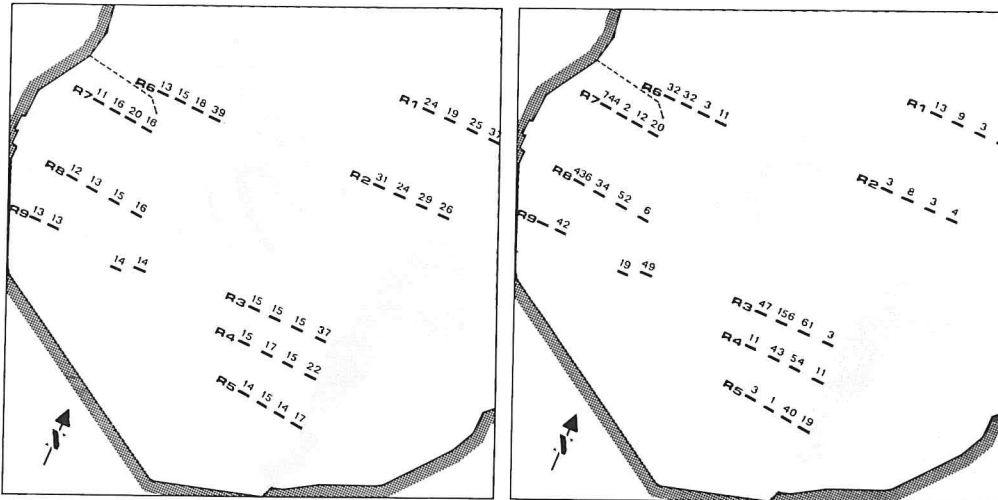 R6 13 15 18 39
R7 11 16 20 16
R1 24 19 25 37
R8 12 13 15 16
R2 31 24 29 26
R9 13 13
14 14
R3 15 15 15 37
R4 15 17 15 22
R5 14 15 14 17
N
R6 32 32 3 11
R7 744 2 12 20
R1 13 9 3
R8 436 34 52 6
R2 3 8 3 4
R9 42
19 49
R3 47 156 61 3
R4 11 43 54 11
R5 3 1 40 19
N